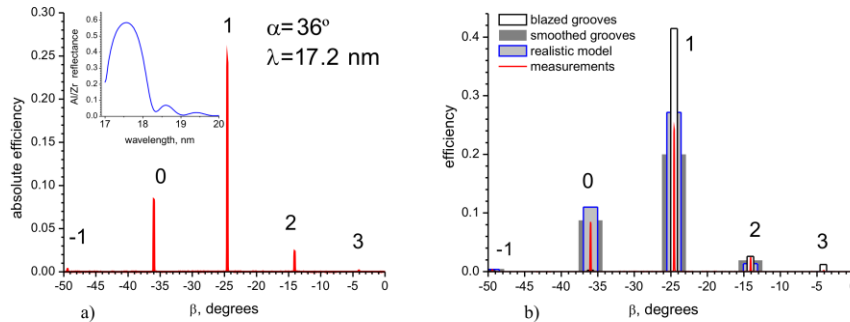 α=36º
λ=17.2 nm
0.30
0.25
0.20
0.15
0.10
0.05
0.00
absolute efficiency
-50 -45 -40 -35 -30 -25 -20 -15 -10 -5 0
β, degrees
a)
-1 0 1 2 3
0.6
0.5
0.4
0.3
0.2
0.1
0.0
Al/Zr reflectance
17 18 19 20
wavelength, nm
blazed grooves
smoothed grooves
realistic model
measurements
0.4
0.3
0.2
0.1
0.0
efficiency
-1 0 1 2 3
-50 -45 -40 -35 -30 -25 -20 -15 -10 -5 0
β, degrees
b)